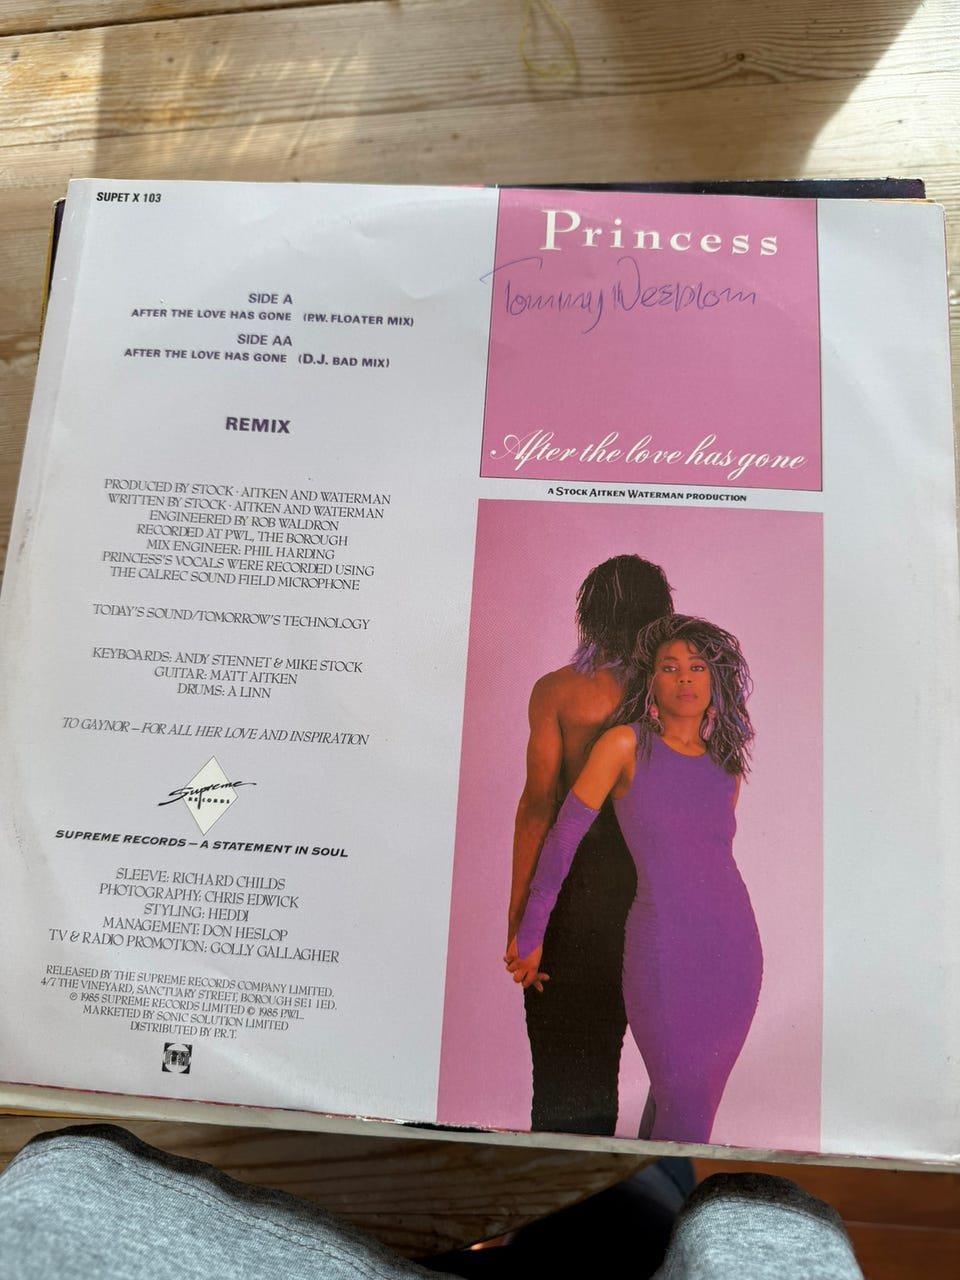 SUPET X 103
SIDE A
AFTER THE LOVE HAS GONE (P.W. FLOATER MIX)
SIDE AA
AFTER THE LOVE HAS GONE (D.J. BAD MIX)
REMIX
PRODUCED BY STOCK · AITKEN AND WATERMAN
WRITTEN BY STOCK · AITKEN AND WATERMAN
ENGINEERED BY ROB WALDRON
RECORDED AT PWL, THE BOROUGH
MIX ENGINEER: PHIL HARDING
PRINCESS'S VOCALS WERE RECORDED USING
THE CALREC SOUND FIELD MICROPHONE
TODAY'S SOUND/TOMORROW'S TECHNOLOGY
KEYBOARDS: ANDY STENNET & MIKE STOCK
GUITAR: MATT AITKEN
DRUMS: A LINN
TO GAYNOR – FOR ALL HER LOVE AND INSPIRATION
Supreme
RECORDS
SUPREME RECORDS – A STATEMENT IN SOUL
SLEEVE: RICHARD CHILDS
PHOTOGRAPHY: CHRIS EDWICK
STYLING: HEDDI
MANAGEMENT: DON HESLOP
TV & RADIO PROMOTION: GOLLY GALLAGHER
RELEASED BY THE SUPREME RECORDS COMPANY LIMITED.
4/7 THE VINEYARD, SANCTUARY STREET, BOROUGH SE1 1ED.
℗ 1985 SUPREME RECORDS LIMITED © 1985 P.W.L.
MARKETED BY SONIC SOLUTION LIMITED
DISTRIBUTED BY P.R.T.
Princess
Tommy
After the love has gone
A STOCK AITKEN WATERMAN PRODUCTION